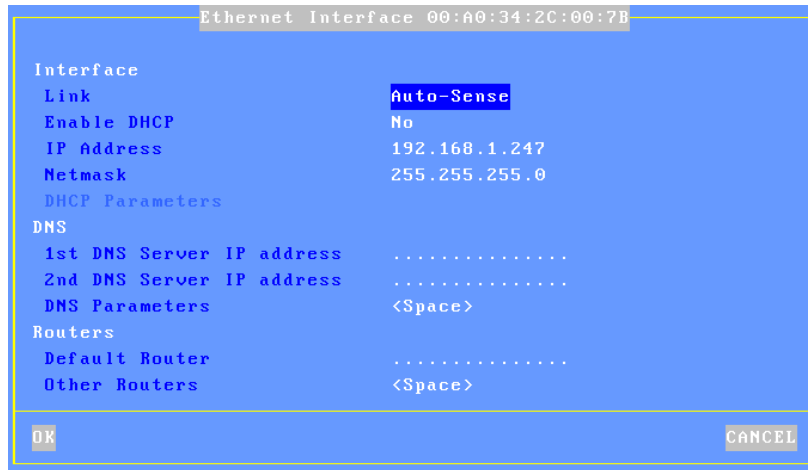 Ethernet Interface 00:A0:34:2C:00:7B
Interface
Link Auto-Sense
Enable DHCP No
IP Address 192.168.1.247
Netmask 255.255.255.0
DHCP Parameters
DNS
1st DNS Server IP address ...............
2nd DNS Server IP address ...............
DNS Parameters <Space>
Routers
Default Router ...............
Other Routers <Space>
OK CANCEL